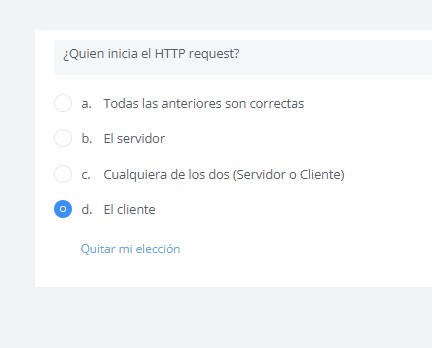 ¿Quien inicia el HTTP request?
a. Todas las anteriores son correctas
b. El servidor
c. Cualquiera de los dos (Servidor o Cliente)
d. El cliente
Quitar mi elección